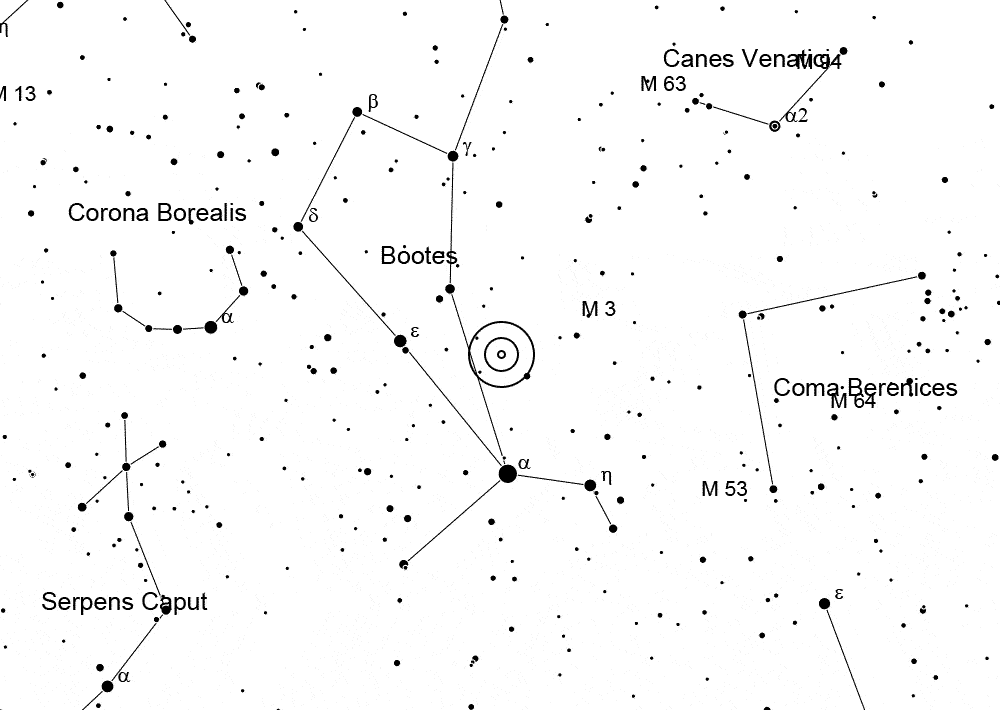 η
Canes Venatici
M 94
M 63
M 13
β
α2
γ
Corona Borealis
δ
Bootes
M 3
α
ε
Coma Berenices
M 64
α
η
M 53
ε
Serpens Caput
α